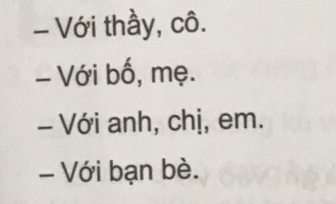 – Với thầy, cô.
– Với bố, mẹ.
– Với anh, chị, em.
– Với bạn bè.